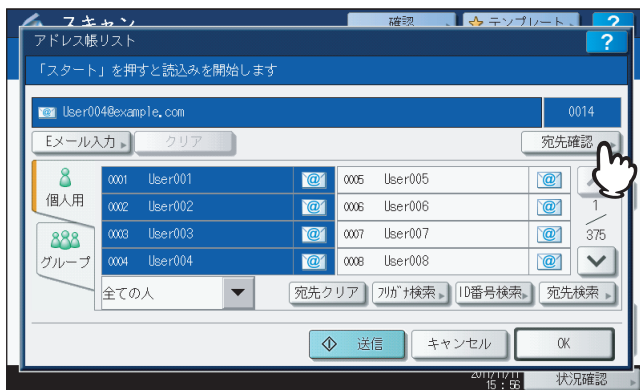 スキャン 確認 テンプレート ?
アドレス帳リスト ?
「スタート」を押すと読込みを開始します
User004@example.com 0014
Eメール入力 クリア 宛先確認
個人用
グループ
0001 User001 @ 0005 User005 @
0002 User002 @ 0006 User006 @
0003 User003 @ 0007 User007 @
0004 User004 @ 0008 User008 @
1
375
全ての人 宛先クリア フリガナ検索 ID番号検索 宛先検索
送信 キャンセル OK
2011/11/11
15:56 状況確認